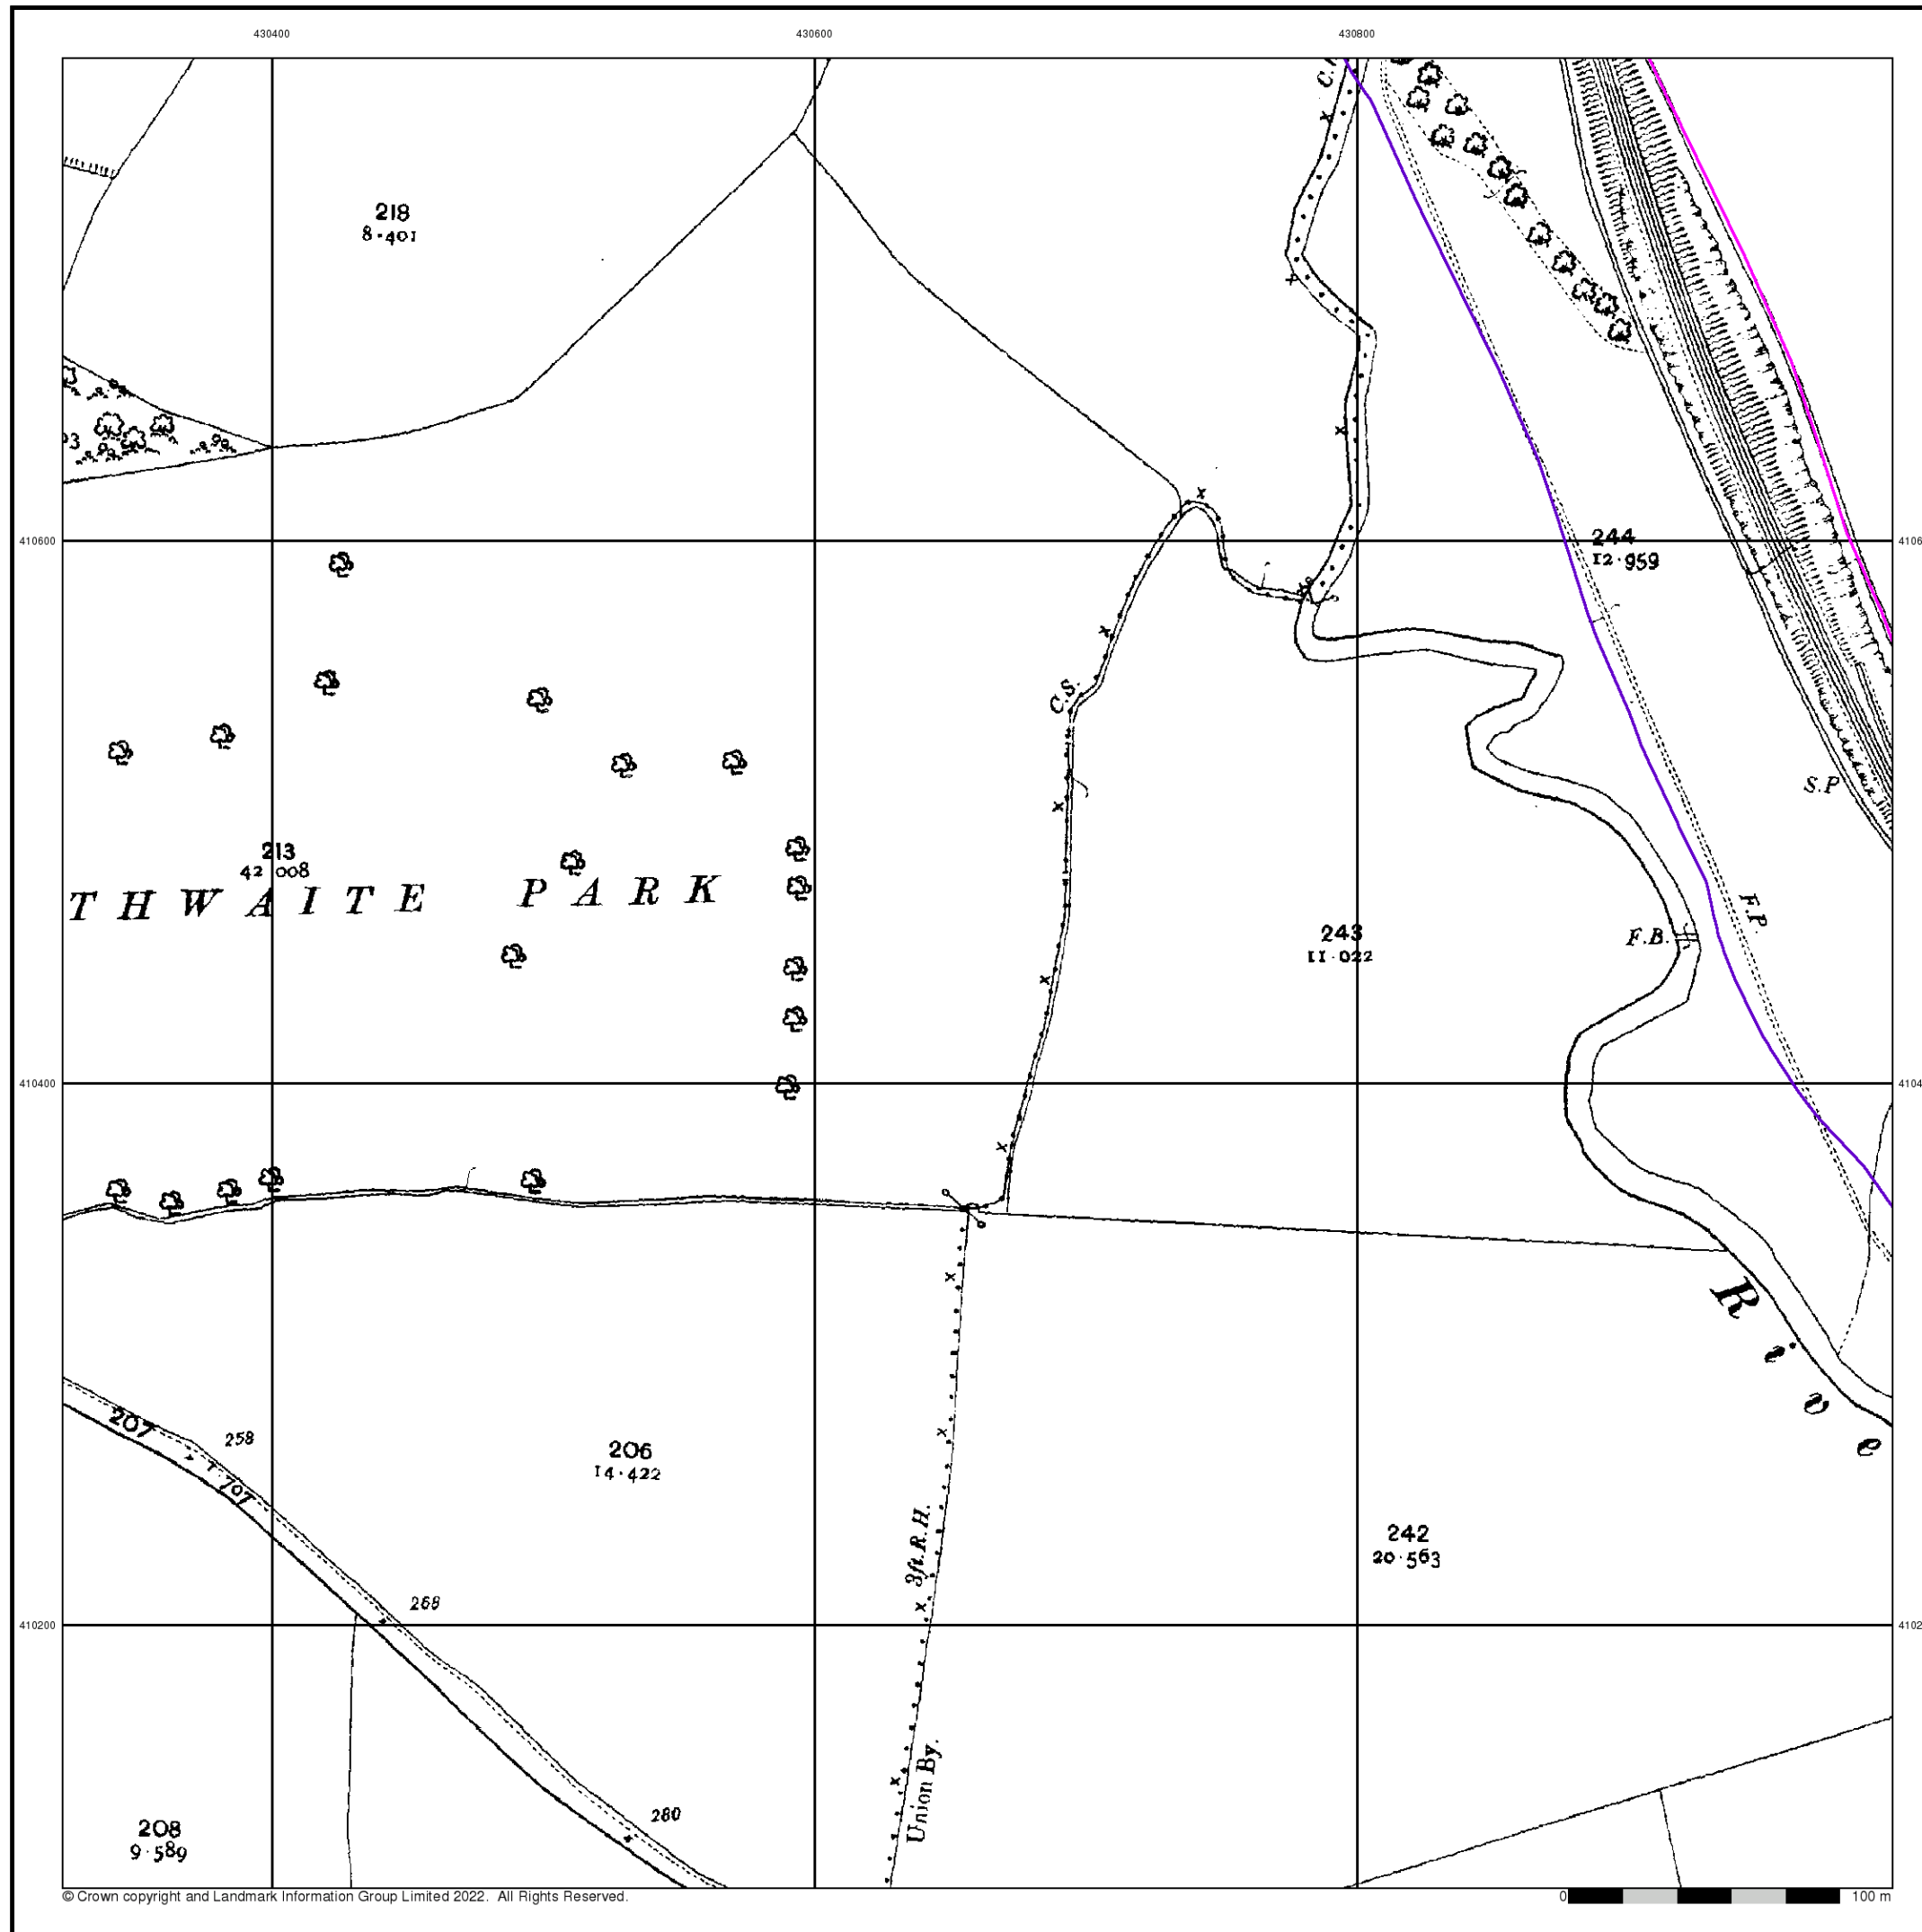 430400 430600 430800
218
8·401
244
12·959
410600
C.S.
S.P
213
42·008
THWAITE PARK
F.P.
F.B.
243
11·022
410400
R i v e
207
7·707
258
206
14·422
3ft.R.H.
242
20·563
268
410200
Union By.
280
208
9·589
© Crown copyright and Landmark Information Group Limited 2022. All Rights Reserved.
0 100 m